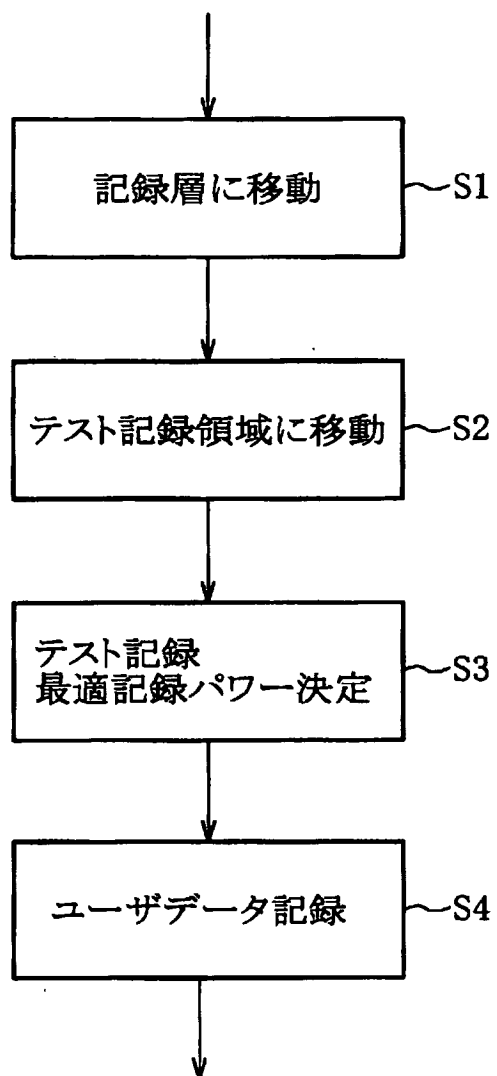 記録層に移動
~S1
テスト記録領域に移動
~S2
テスト記録
最適記録パワー決定
~S3
ユーザデータ記録
~S4